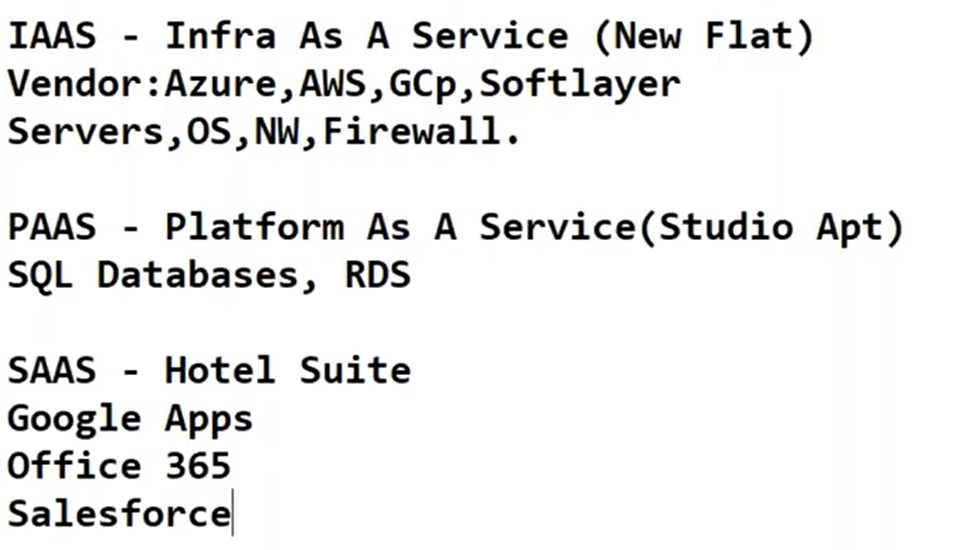 IAAS - Infra As A Service (New Flat)
Vendor:Azure,AWS,GCp,Softlayer
Servers,OS,NW,Firewall.
PAAS - Platform As A Service(Studio Apt)
SQL Databases, RDS
SAAS - Hotel Suite
Google Apps
Office 365
Salesforce